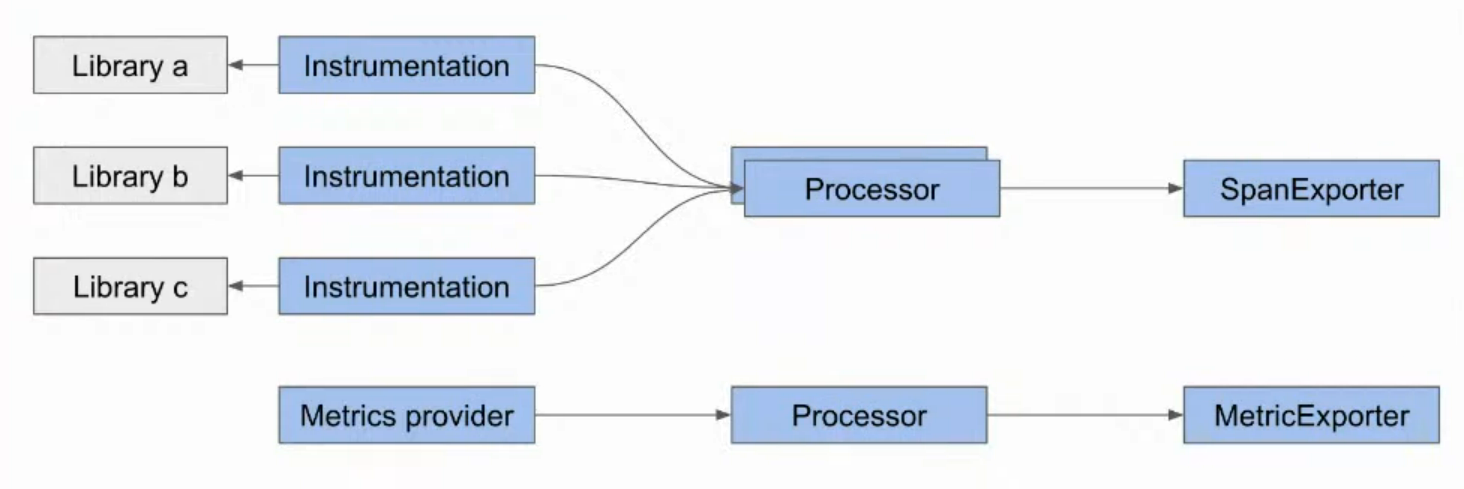 Library a
Instrumentation
Library b
Instrumentation
Processor
SpanExporter
Library c
Instrumentation
Metrics provider
Processor
MetricExporter